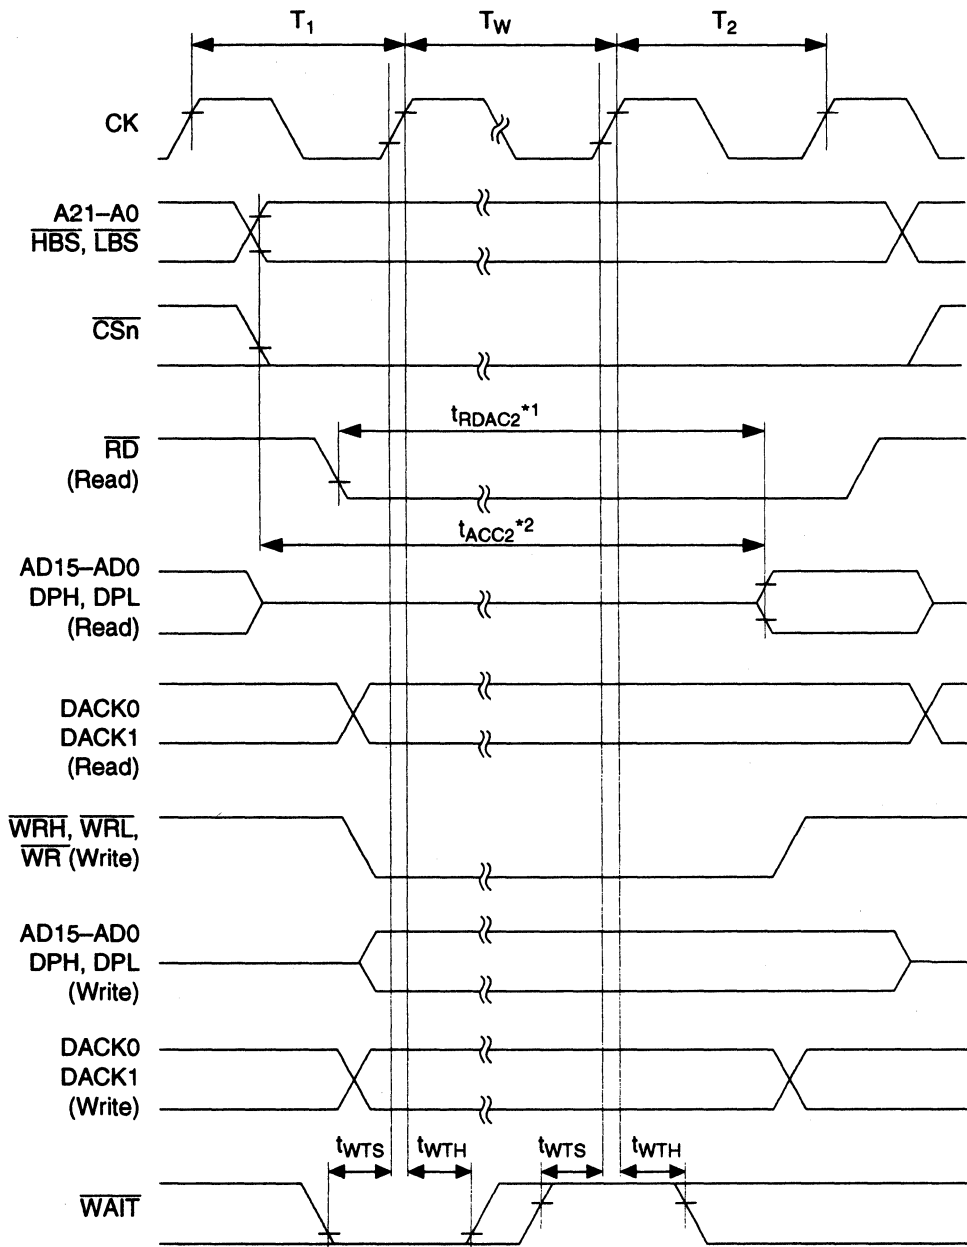 T1 TW T2
CK
A21–A0
HBS, LBS
CSn
tRDAC2*1
RD
(Read)
tACC2*2
AD15–AD0
DPH, DPL
(Read)
DACK0
DACK1
(Read)
WRH, WRL,
WR (Write)
AD15–AD0
DPH, DPL
(Write)
DACK0
DACK1
(Write)
tWTS tWTH tWTS tWTH
WAIT